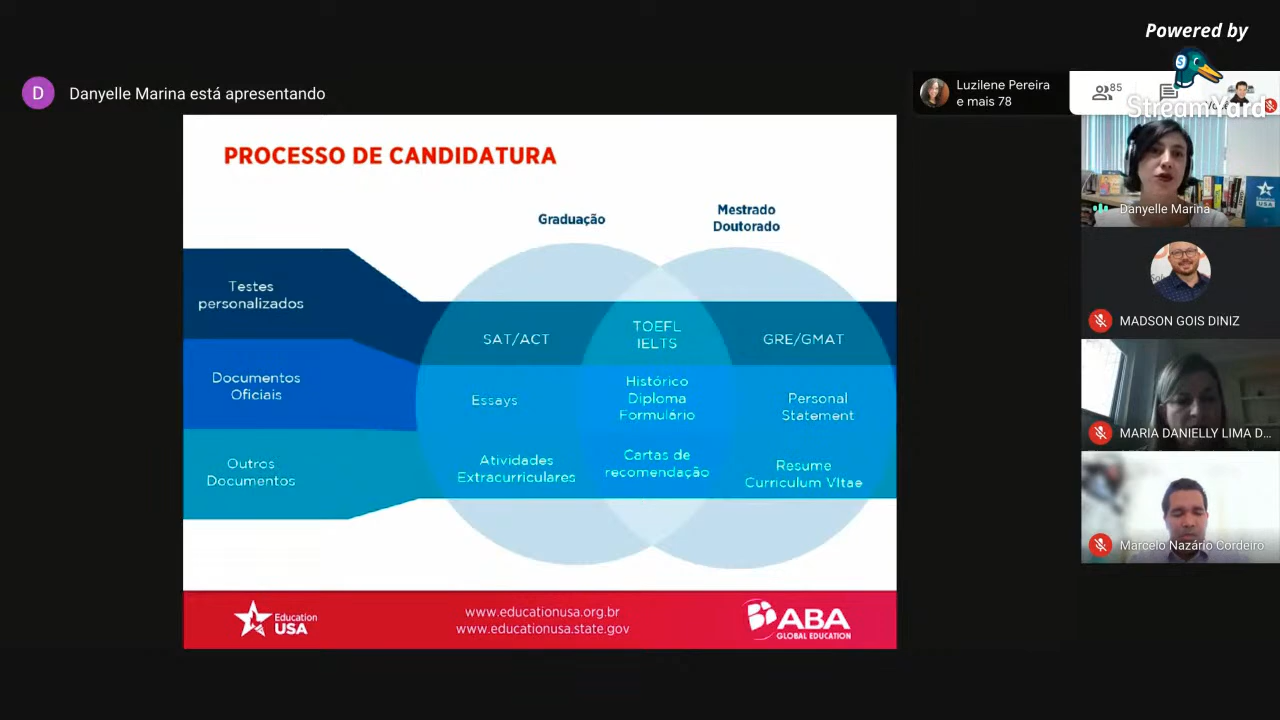 Powered by
StreamYard
D
Danyelle Marina está apresentando
Luzilene Pereira
e mais 78
85
PROCESSO DE CANDIDATURA
Graduação
Mestrado
Doutorado
Testes
personalizados
SAT/ACT
TOEFL
IELTS
GRE/GMAT
Documentos
Oficiais
Essays
Histórico
Diploma
Formulário
Personal
Statement
Outros
Documentos
Atividades
Extracurriculares
Cartas de
recomendação
Resume
Curriculum VItae
Education
USA
www.educationusa.org.br
www.educationusa.state.gov
ABA
GLOBAL EDUCATION
Danyelle Marina
MADSON GOIS DINIZ
MARIA DANIELLY LIMA D...
Marcelo Nazário Cordeiro